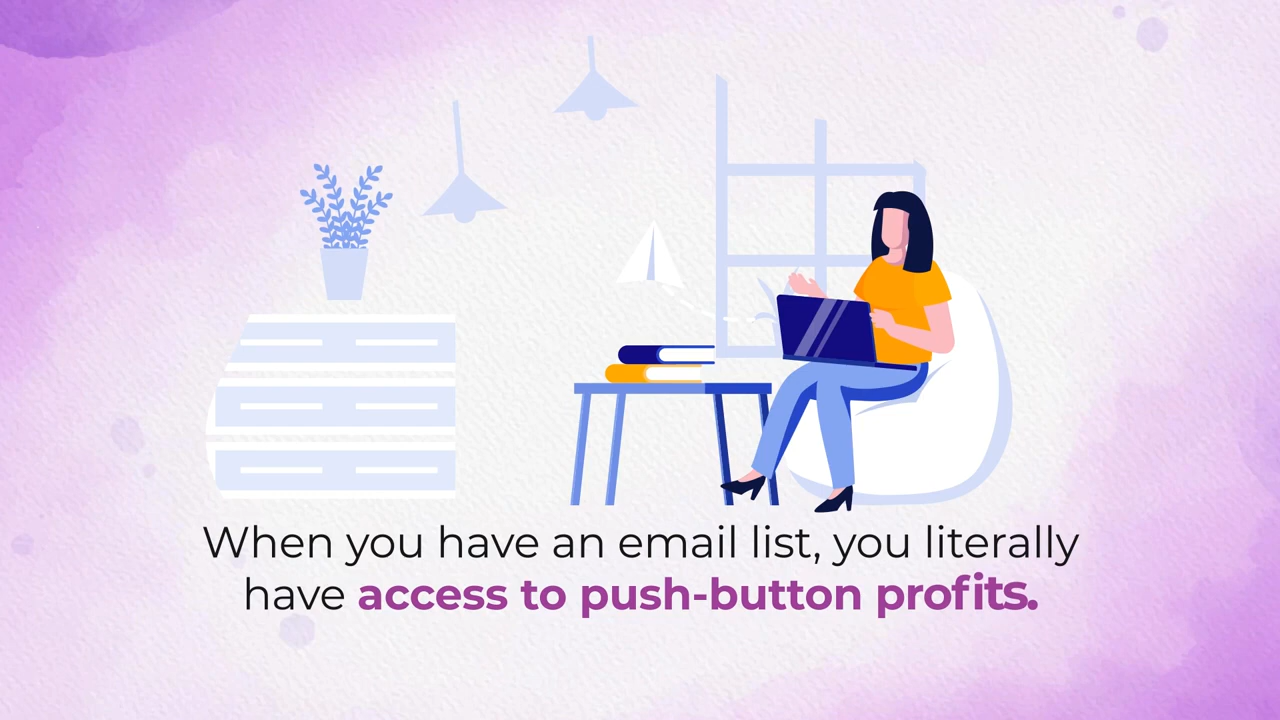 When you have an email list, you literally
have access to push-button profits.